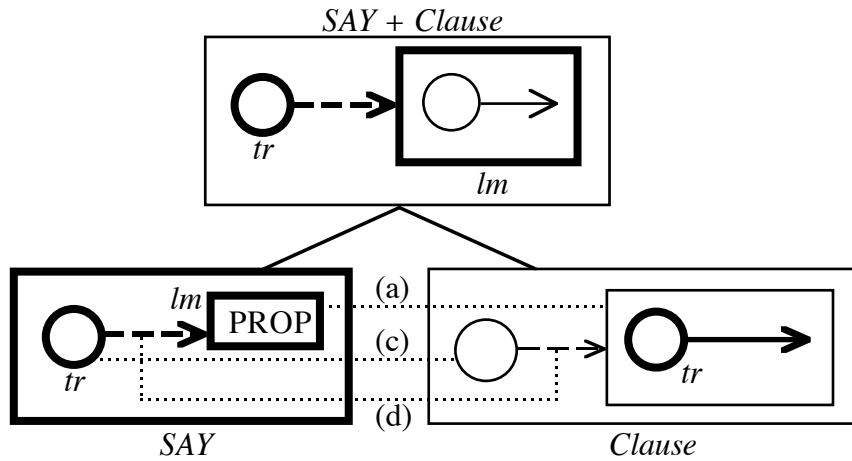 SAY + Clause
tr
lm
lm
(a)
PROP
(c)
tr
tr
(d)
SAY
Clause